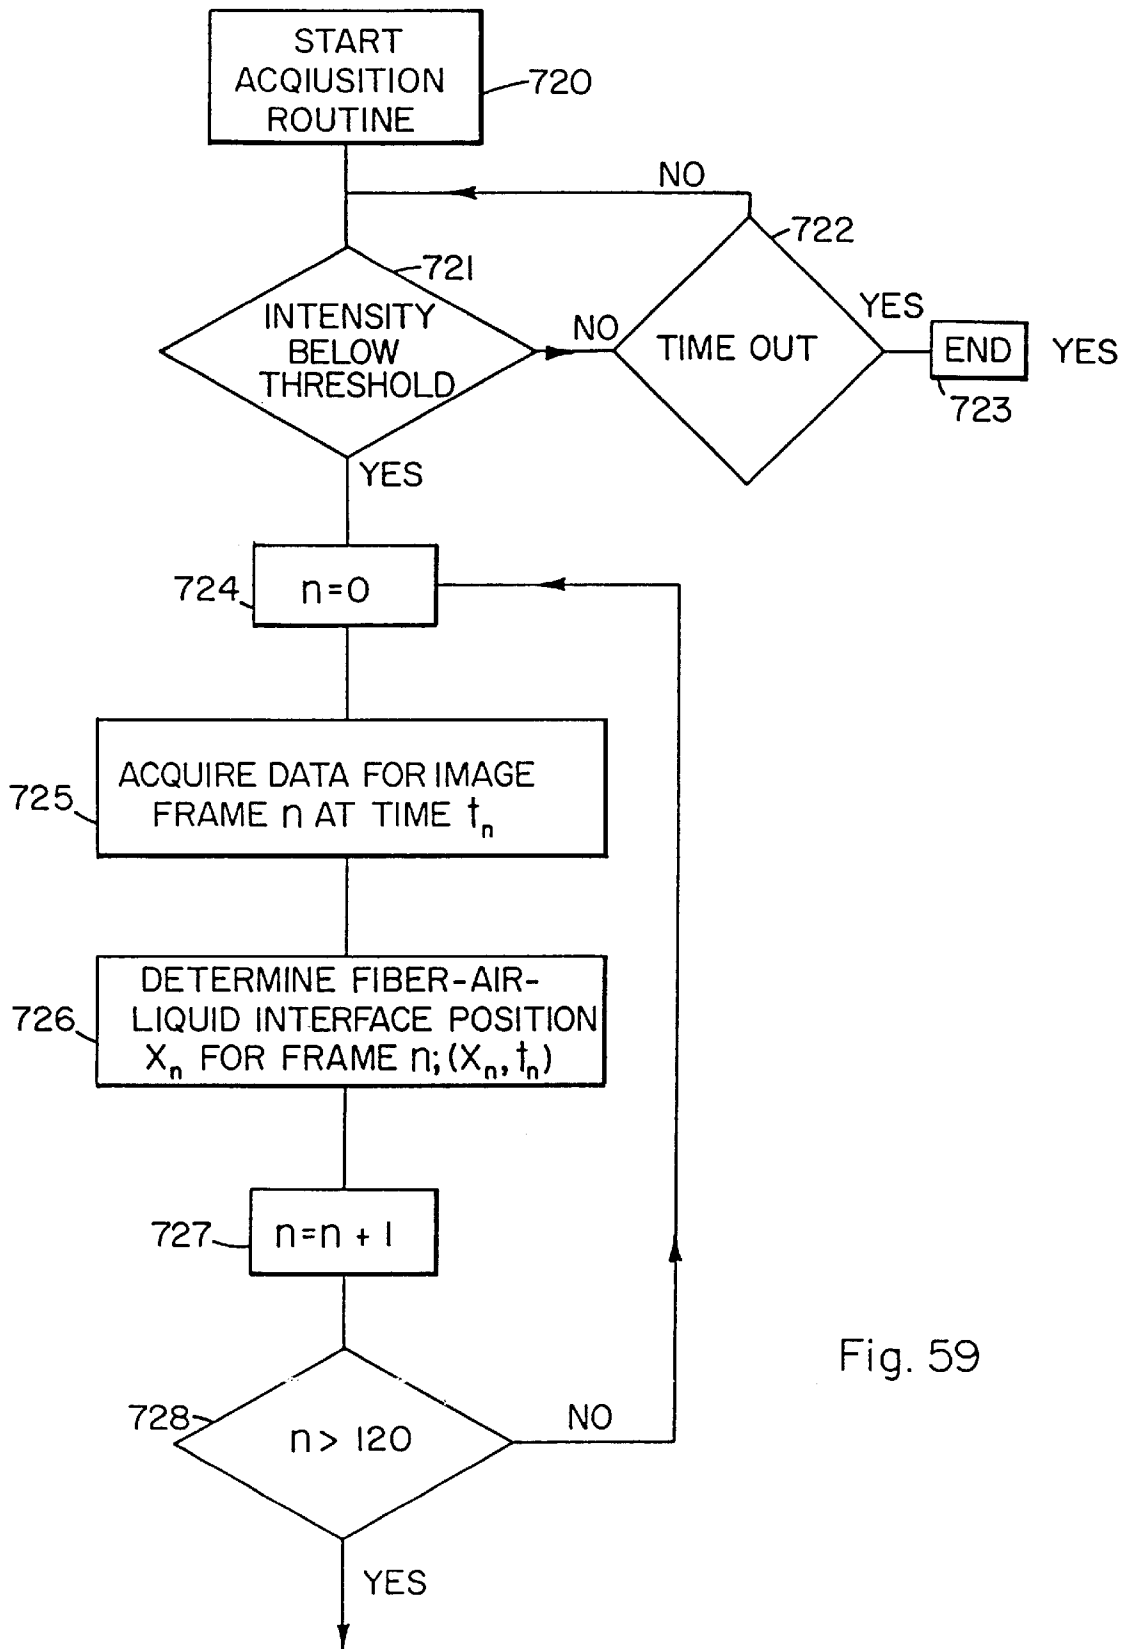 START
ACQIUSITION
ROUTINE
720
NO
722
721
INTENSITY
BELOW
THRESHOLD
NO
TIME OUT
YES
END
YES
723
YES
724
n=0
725
ACQUIRE DATA FOR IMAGE
FRAME n AT TIME tn
726
DETERMINE FIBER-AIR-
LIQUID INTERFACE POSITION
Xn FOR FRAME n; (Xn, tn)
727
n=n + 1
728
n> 120
NO
YES
Fig. 59